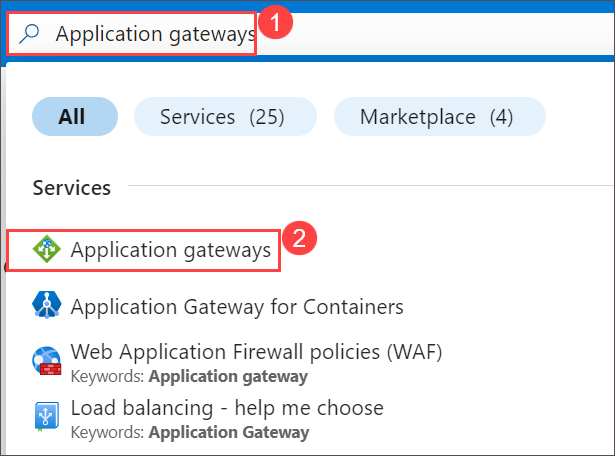 Application gateways 1
All Services (25) Marketplace (4)
Services
Application gateways 2
Application Gateway for Containers
Web Application Firewall policies (WAF)
Keywords: Application gateway
Load balancing - help me choose
Keywords: Application Gateway